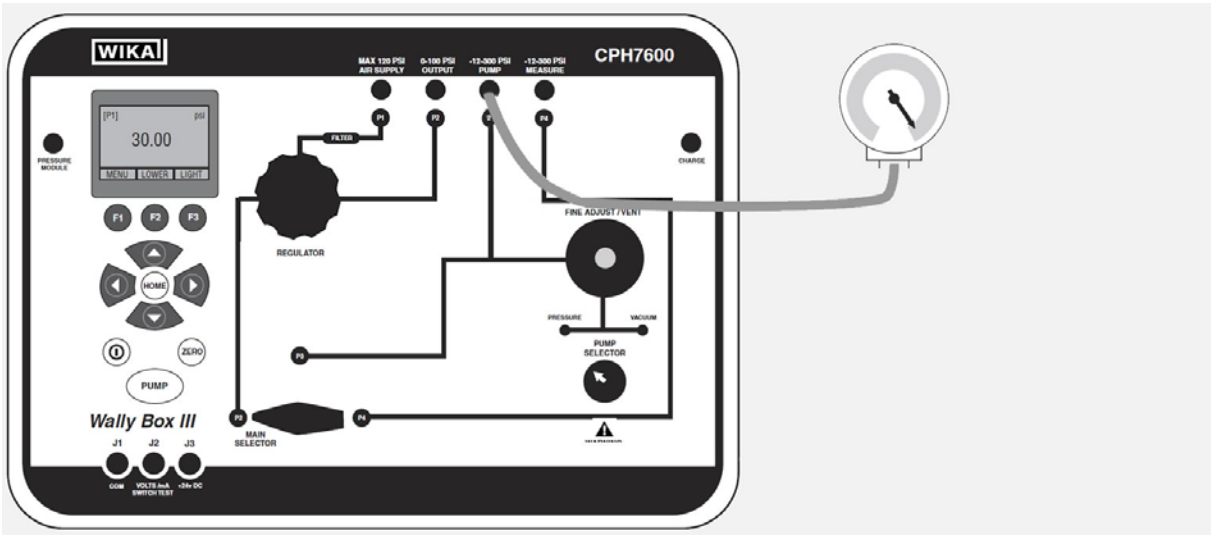 WIKAI
CPH7600
MAX 120 PSI
AIR SUPPLY
0-100 PSI
OUTPUT
-12-300 PSI
PUMP
-12-300 PSI
MEASURE
[P1] psi
30.00
MENU LOWER LIGHT
PRESSURE
MODULE
P1
P2
P4
FILTER
CHARGE
F1
F2
F3
FINE ADJUST / VENT
REGULATOR
HOME
PRESSURE
VACUUM
ZERO
PUMP
PUMP
SELECTOR
P3
P2
P4
MAIN
SELECTOR
Wally Box III
J1
J2
J3
COM
VOLTS /mA
SWITCH TEST
+24v DC